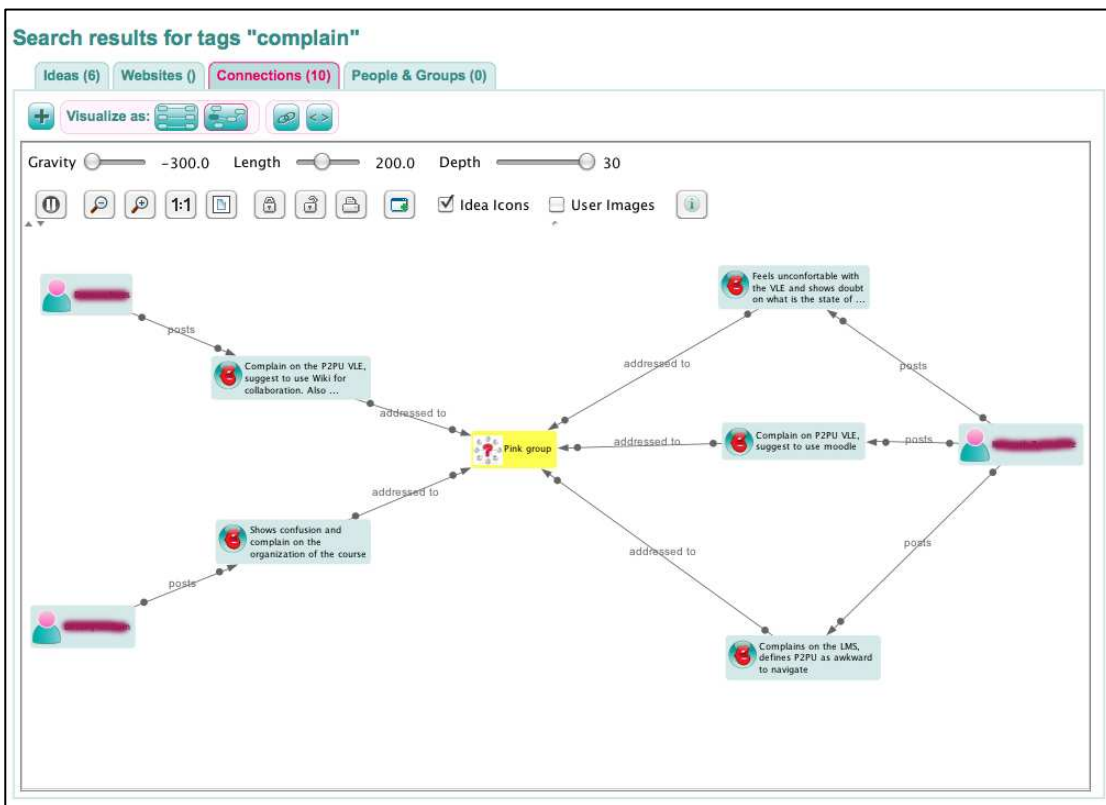 Search results for tags "complain"
Ideas (6) Websites () Connections (10) People & Groups (0)
Visualize as:
Gravity -300.0 Length 200.0 Depth 30
1:1 Idea Icons User Images
posts
Complain on the P2PU VLE,
suggest to use Wiki for
collaboration. Also ...
addressed to
Shows confusion and
complain on the
organization of the course
posts
addressed to
Pink group
Feels unconfortable with
the VLE and shows doubt
on what is the state of ...
addressed to
posts
Complain on P2PU VLE,
suggest to use moodle
addressed to
posts
Complains on the LMS,
defines P2PU as awkward
to navigate
addressed to
posts